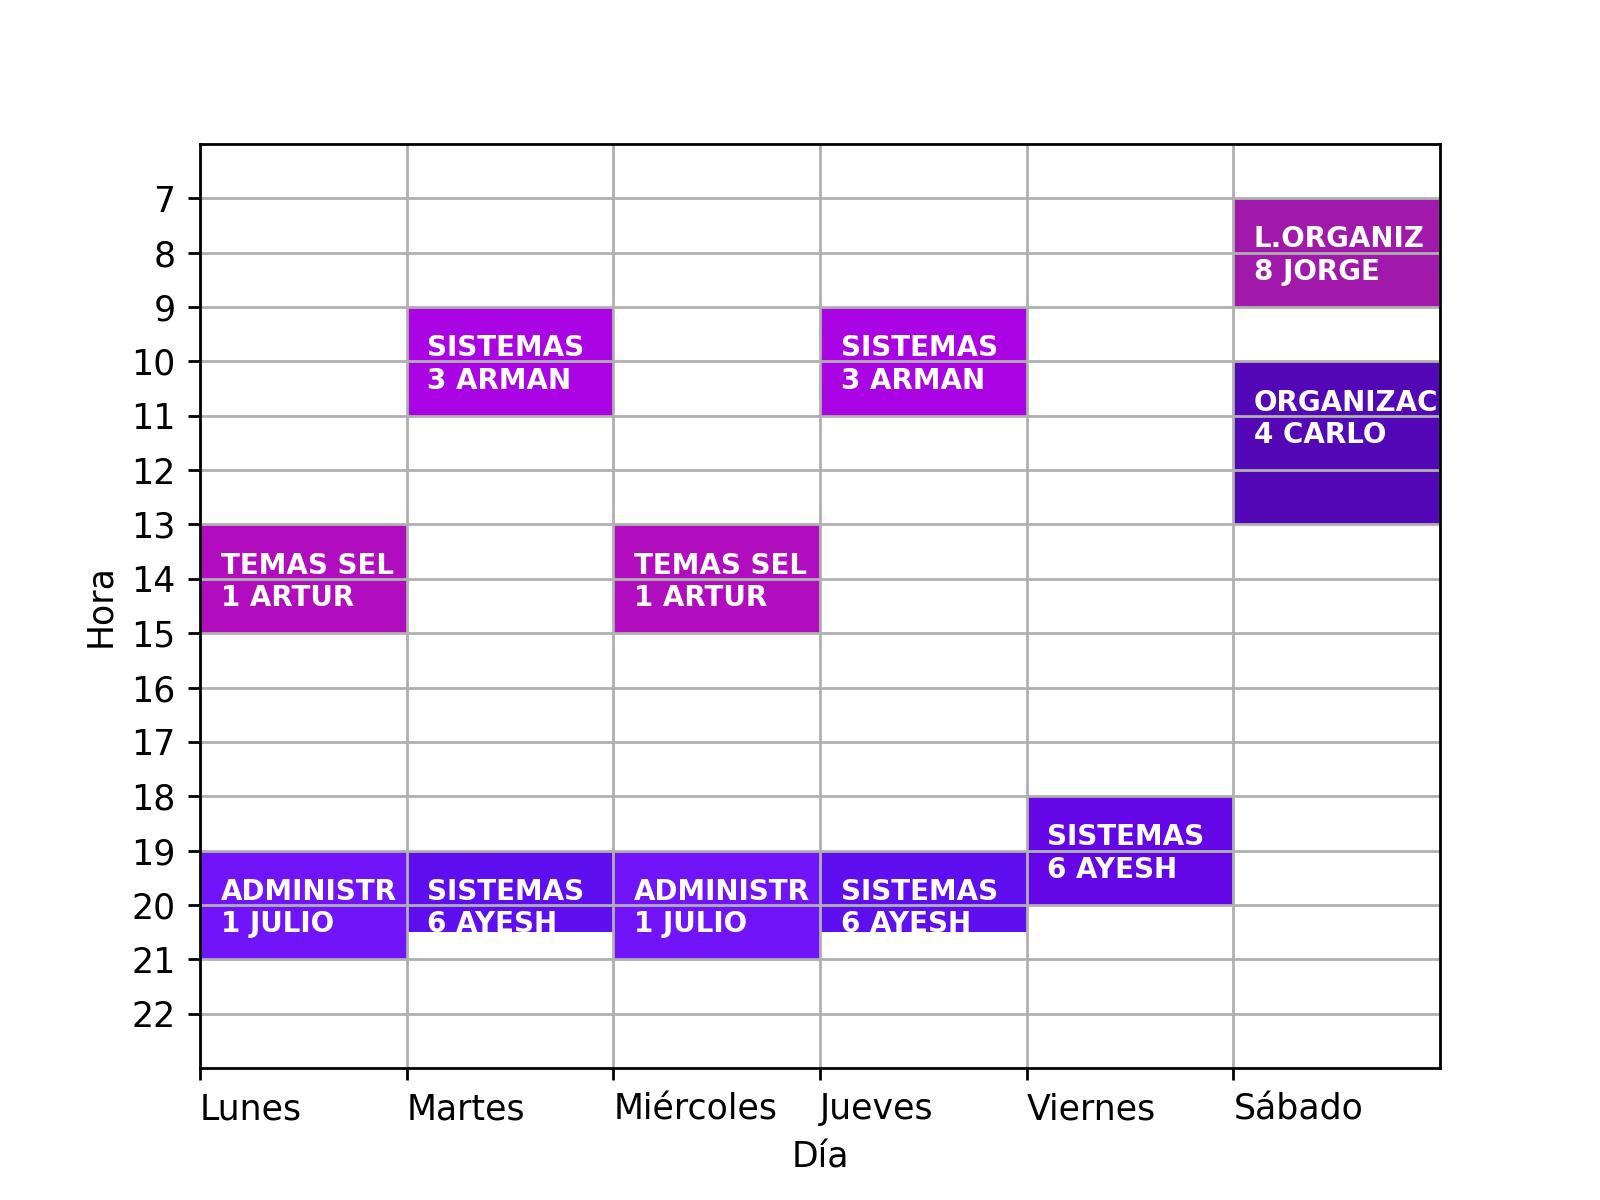 7
L.ORGANIZ
8 JORGE
8
9
SISTEMAS
3 ARMAN
SISTEMAS
3 ARMAN
10
ORGANIZAC
4 CARLO
11
12
13
TEMAS SEL
1 ARTUR
TEMAS SEL
1 ARTUR
14
15
16
17
18
SISTEMAS
6 AYESH
19
ADMINISTR
1 JULIO
SISTEMAS
6 AYESH
ADMINISTR
1 JULIO
SISTEMAS
6 AYESH
20
21
22
Hora
Lunes Martes Miércoles Jueves Viernes Sábado
Día